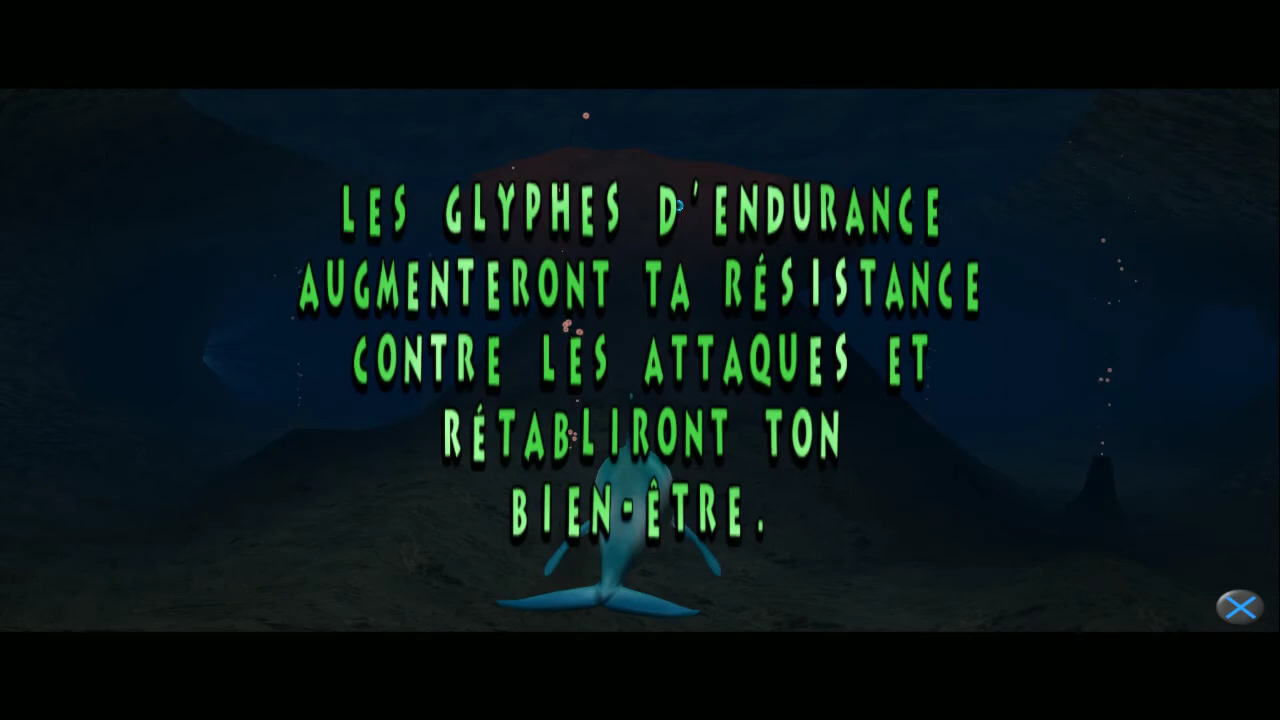 LES GLYPHES D'ENDURANCE
AUGMENTERONT TA RÉSISTANCE
CONTRE LES ATTAQUES ET
RÉTABLIRONT TON
BIEN-ÊTRE.